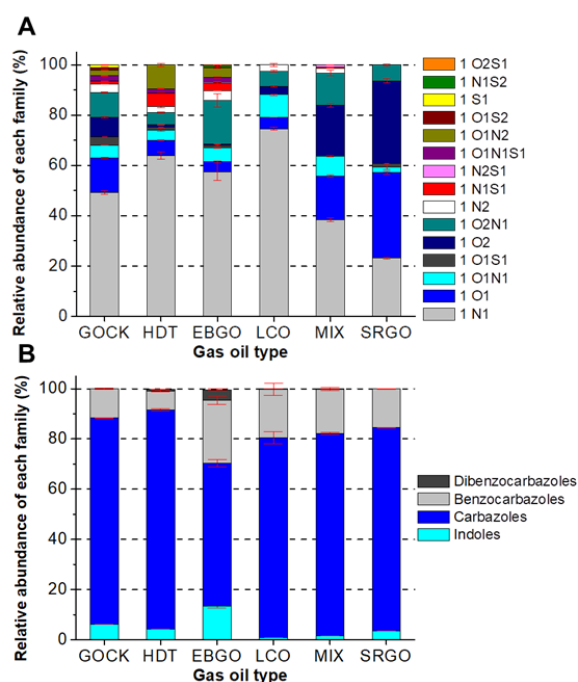 A
Relative abundance of each family (%)
100
80
60
40
20
0
GOCK HDT EBGO LCO MIX SRGO
Gas oil type
1 O2S1
1 N1S2
1 S1
1 O1S2
1 O1N2
1 O1N1S1
1 N2S1
1 N1S1
1 N2
1 O2N1
1 O2
1 O1S1
1 O1N1
1 O1
1 N1
B
Relative abundance of each family (%)
100
80
60
40
20
0
GOCK HDT EBGO LCO MIX SRGO
Gas oil type
Dibenzocarbazoles
Benzocarbazoles
Carbazoles
Indoles